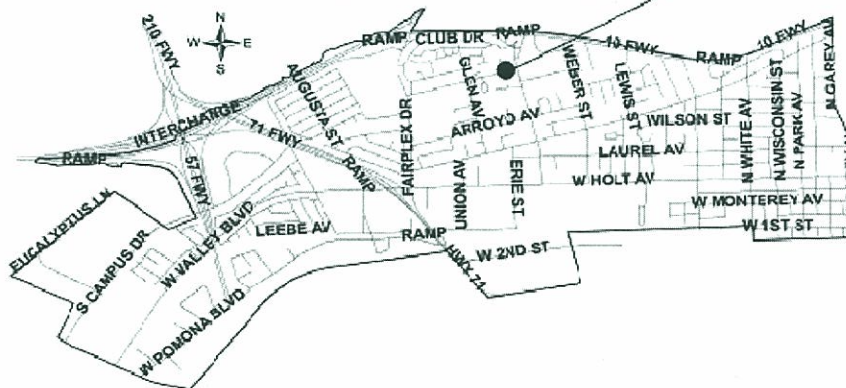 N
W E
S
210 FWY
RAMP CLUB DR RAMP
10 FWY
RAMP
10 FWY
N GAREY AV
AUGUSTA ST
GLEN AV
WEBER ST
LEWIS ST
INTERCHANGE
71 FWY
FAIRPLEX DR
ARROYO AV
WILSON ST
N WHITE AV
N WISCONSIN ST
N PARK AV
RAMP
57 FWY
RAMP
UNION AV
ERIE ST
LAUREL AV
W HOLT AV
EUCALYPTUS LN
S CAMPUS DR
W VALLEY BLVD
LEEBE AV
RAMP
HWY 71
W 2ND ST
W MONTEREY AV
W 1ST ST
W POMONA BLVD